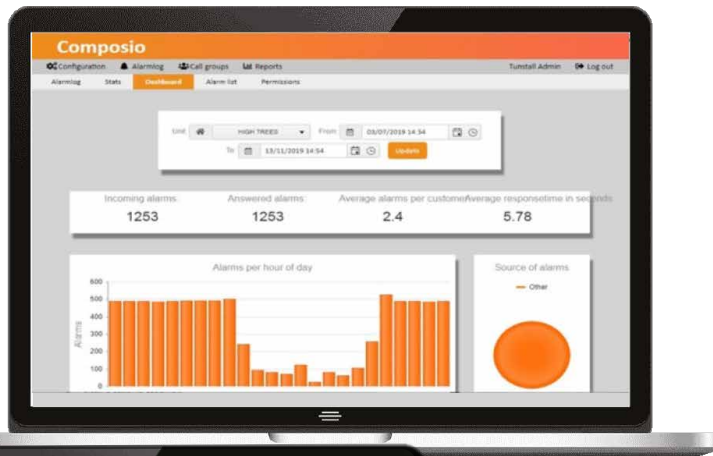 Composio
Configuration Alarmlog Call groups Reports Tunstall Admin Log out
Alarmlog Stats Dashboard Alarm list Permissions
Unit HIGH TREES From 03/07/2019 14:54
To 13/11/2019 14:54 Update
Incoming alarms: Answered alarms: Average alarms per custome Average responsetime in seconds
1253 1253 2.4 5.78
Alarms per hour of day Source of alarms
Other
Alarms
600
500
400
300
200
100
0